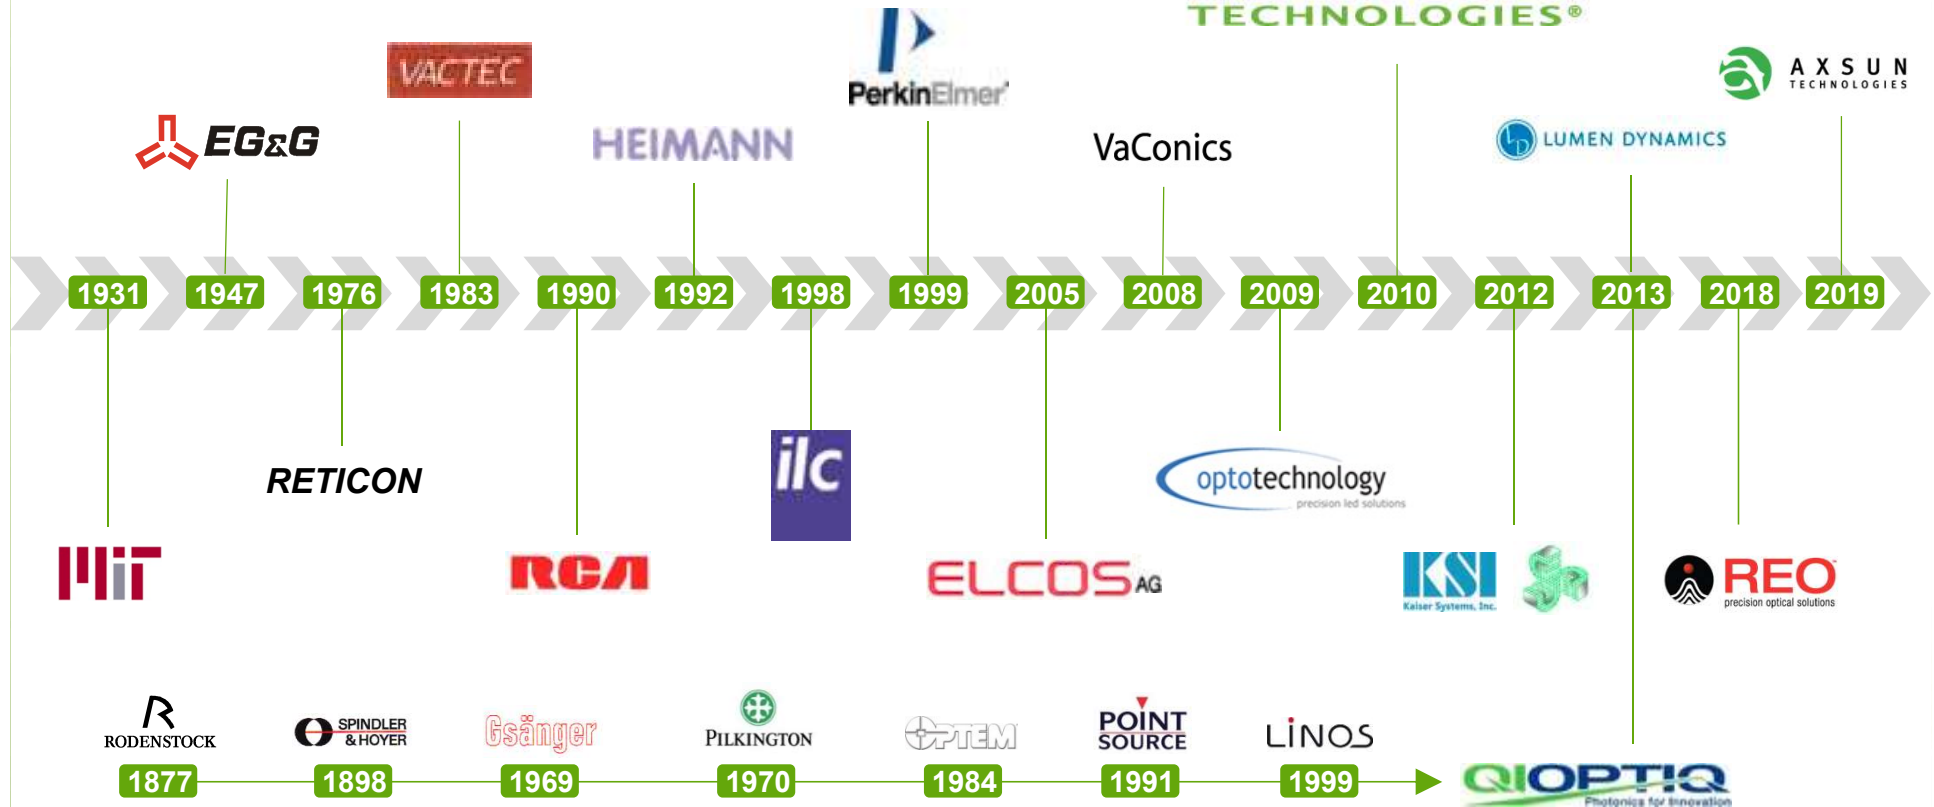 TECHNOLOGIES®
VACTEC
PerkinElmer
AXSUN
TECHNOLOGIES
EG&G
HEIMANN
VaConics
LD LUMEN DYNAMICS
1931 1947 1976 1983 1990 1992 1998 1999 2005 2008 2009 2010 2012 2013 2018 2019
RETICON
ilc
optotechnology
precision led solutions
MiT
RCA
ELCOS AG
KSI
Kaiser Systems, Inc.
REO
precision optical solutions
R
RODENSTOCK
SPINDLER
& HOYER
Gsänger
PILKINGTON
OPTEM
POINT
SOURCE
LINOS
1877 1898 1969 1970 1984 1991 1999
QIOPTIQ
Photonics for Innovation